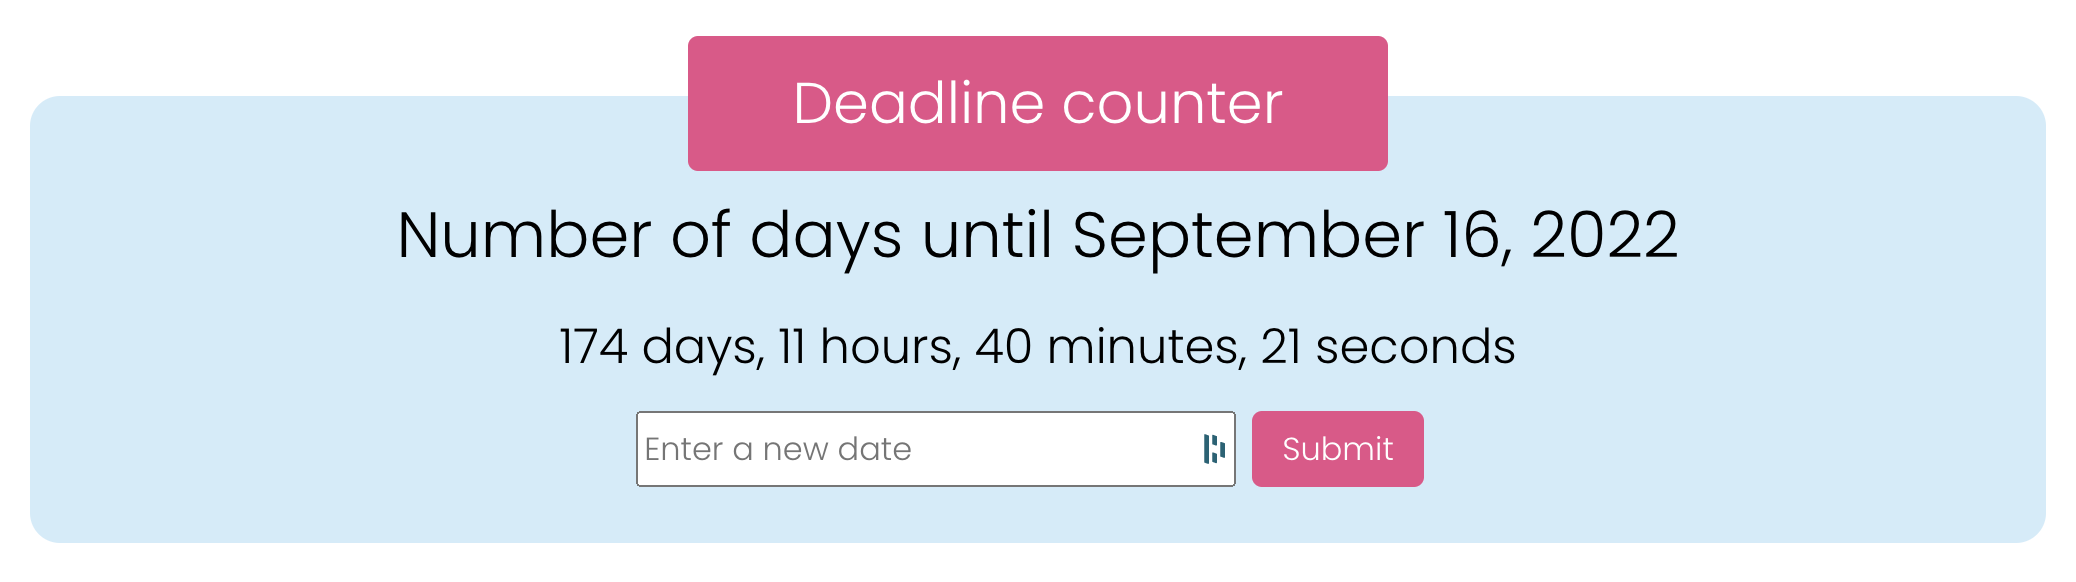 Deadline counter
Number of days until September 16, 2022
174 days, 11 hours, 40 minutes, 21 seconds
Enter a new date
Submit